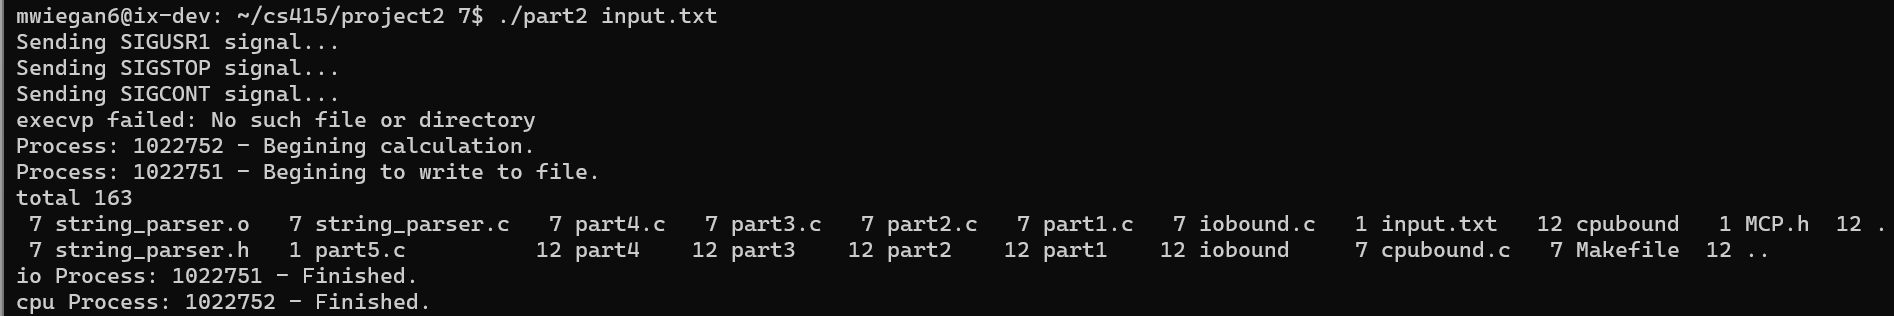 mwiegan6@ix-dev: ~/cs415/project2 7$ ./part2 input.txt
Sending SIGUSR1 signal...
Sending SIGSTOP signal...
Sending SIGCONT signal...
execvp failed: No such file or directory
Process: 1022752 - Begining calculation.
Process: 1022751 - Begining to write to file.
total 163
 7 string_parser.o   7 string_parser.c   7 part4.c   7 part3.c   7 part2.c   7 part1.c   7 iobound.c   1 input.txt   12 cpubound   1 MCP.h  12 .
 7 string_parser.h   1 part5.c          12 part4    12 part3    12 part2    12 part1    12 iobound     7 cpubound.c   7 Makefile  12 ..
io Process: 1022751 - Finished.
cpu Process: 1022752 - Finished.